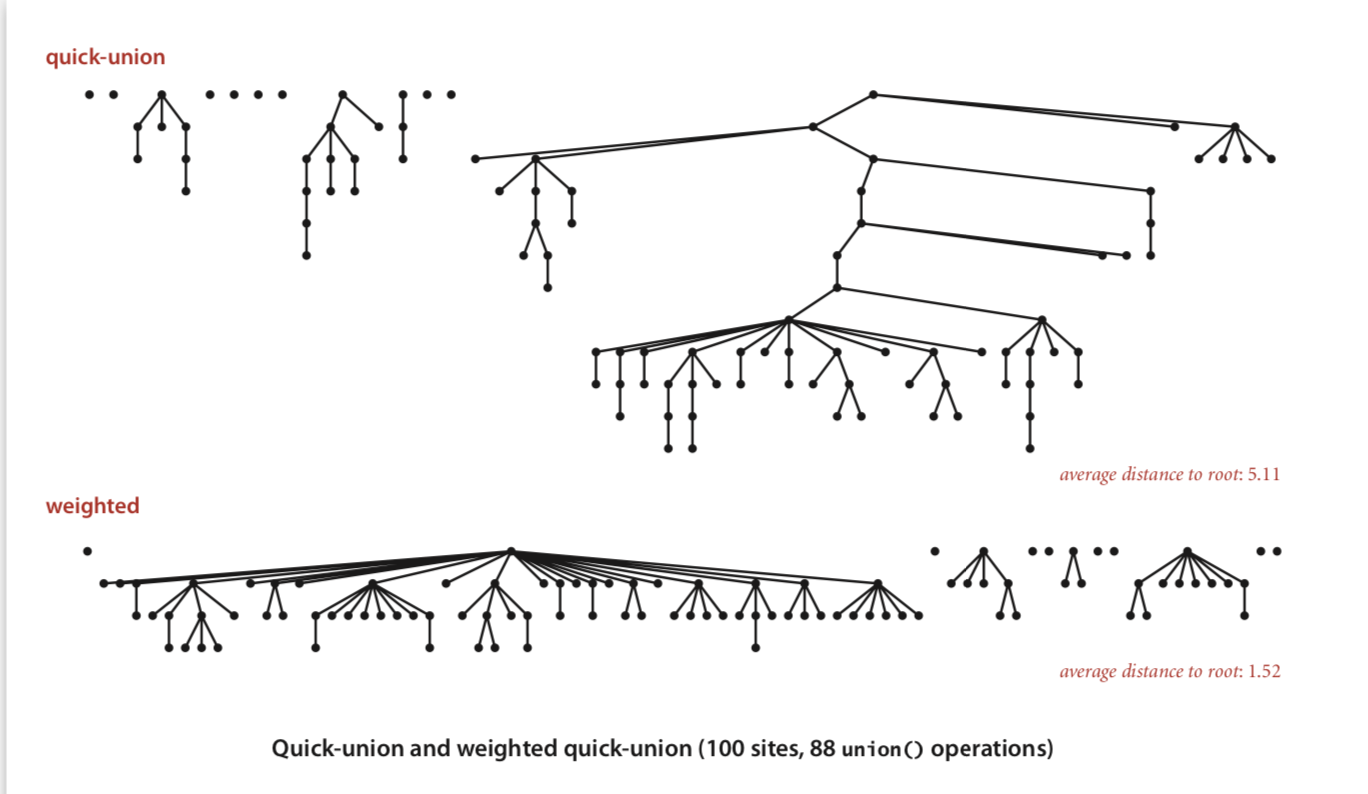 quick-union
average distance to root: 5.11
weighted
average distance to root: 1.52
Quick-union and weighted quick-union (100 sites, 88 union() operations)